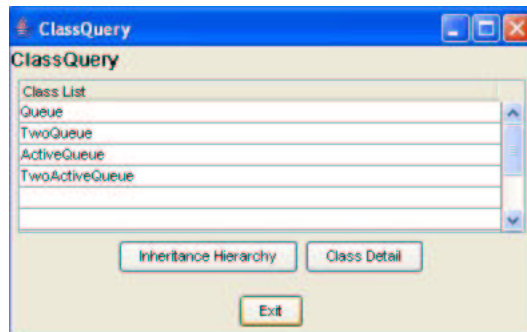 ClassQuery
ClassQuery
Class List
Queue
TwoQueue
ActiveQueue
TwoActiveQueue
Inheritance Hierarchy Class Detail
Exit